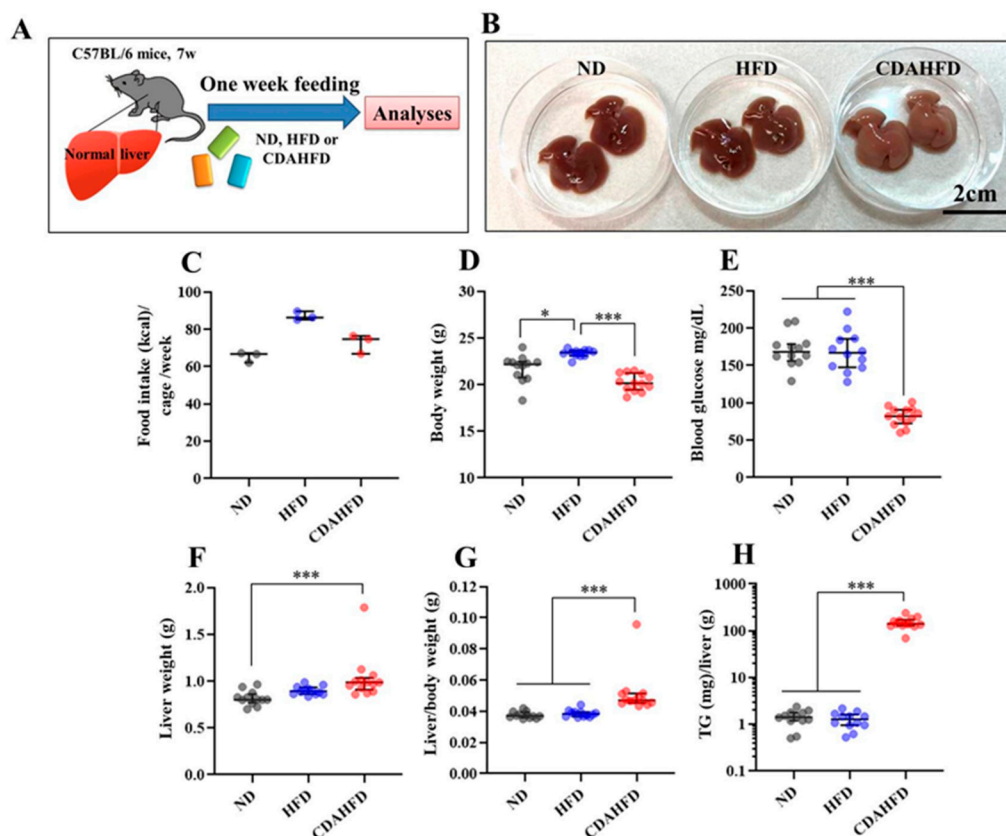 A
C57BL/6 mice, 7w
One week feeding
Analyses
Normal liver
ND, HFD or
CDAHFD
B
ND
HFD
CDAHFD
2cm
C
Food intake (kcal)/
cage /week
100
80
60
40
20
0
ND
HFD
CDAHFD
D
Body weight (g)
25
20
15
10
*
***
ND
HFD
CDAHFD
E
Blood glucose mg/dL
250
200
150
100
50
0
***
ND
HFD
CDAHFD
F
Liver weight (g)
2.0
1.5
1.0
0.5
0.0
***
ND
HFD
CDAHFD
G
Liver/body weight (g)
0.12
0.10
0.08
0.06
0.04
0.02
0.00
***
ND
HFD
CDAHFD
H
TG (mg)/liver (g)
1000
100
10
1
0.1
***
ND
HFD
CDAHFD